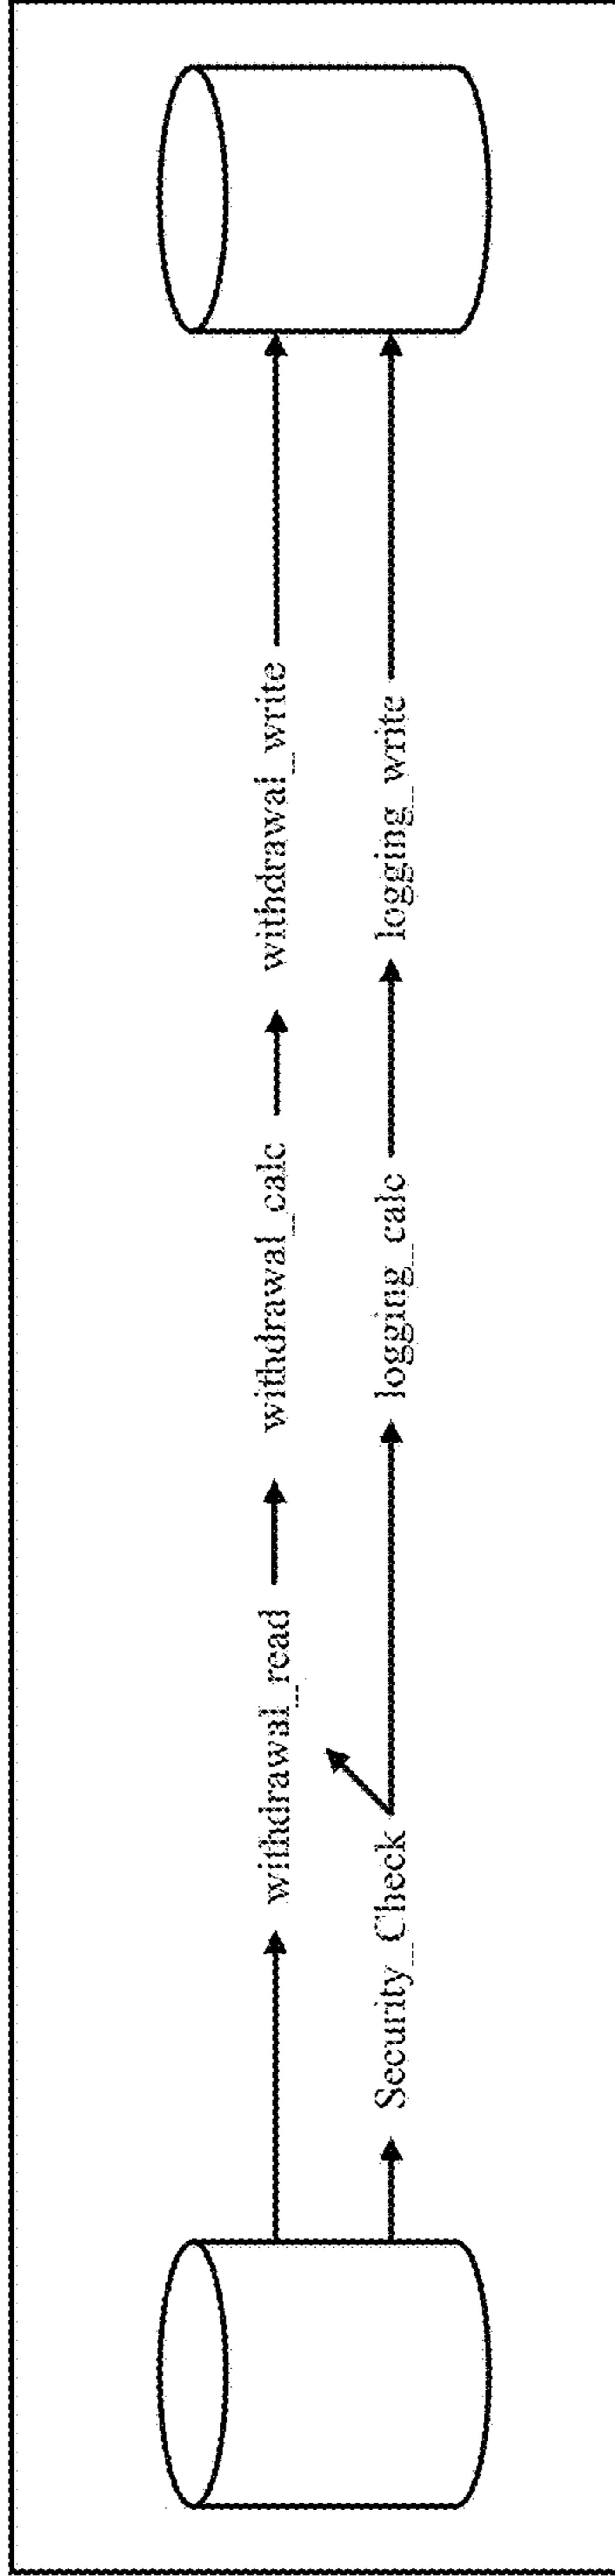 withdrawal_read
withdrawal_calc
withdrawal_write
Security_Check
logging_calc
logging_write